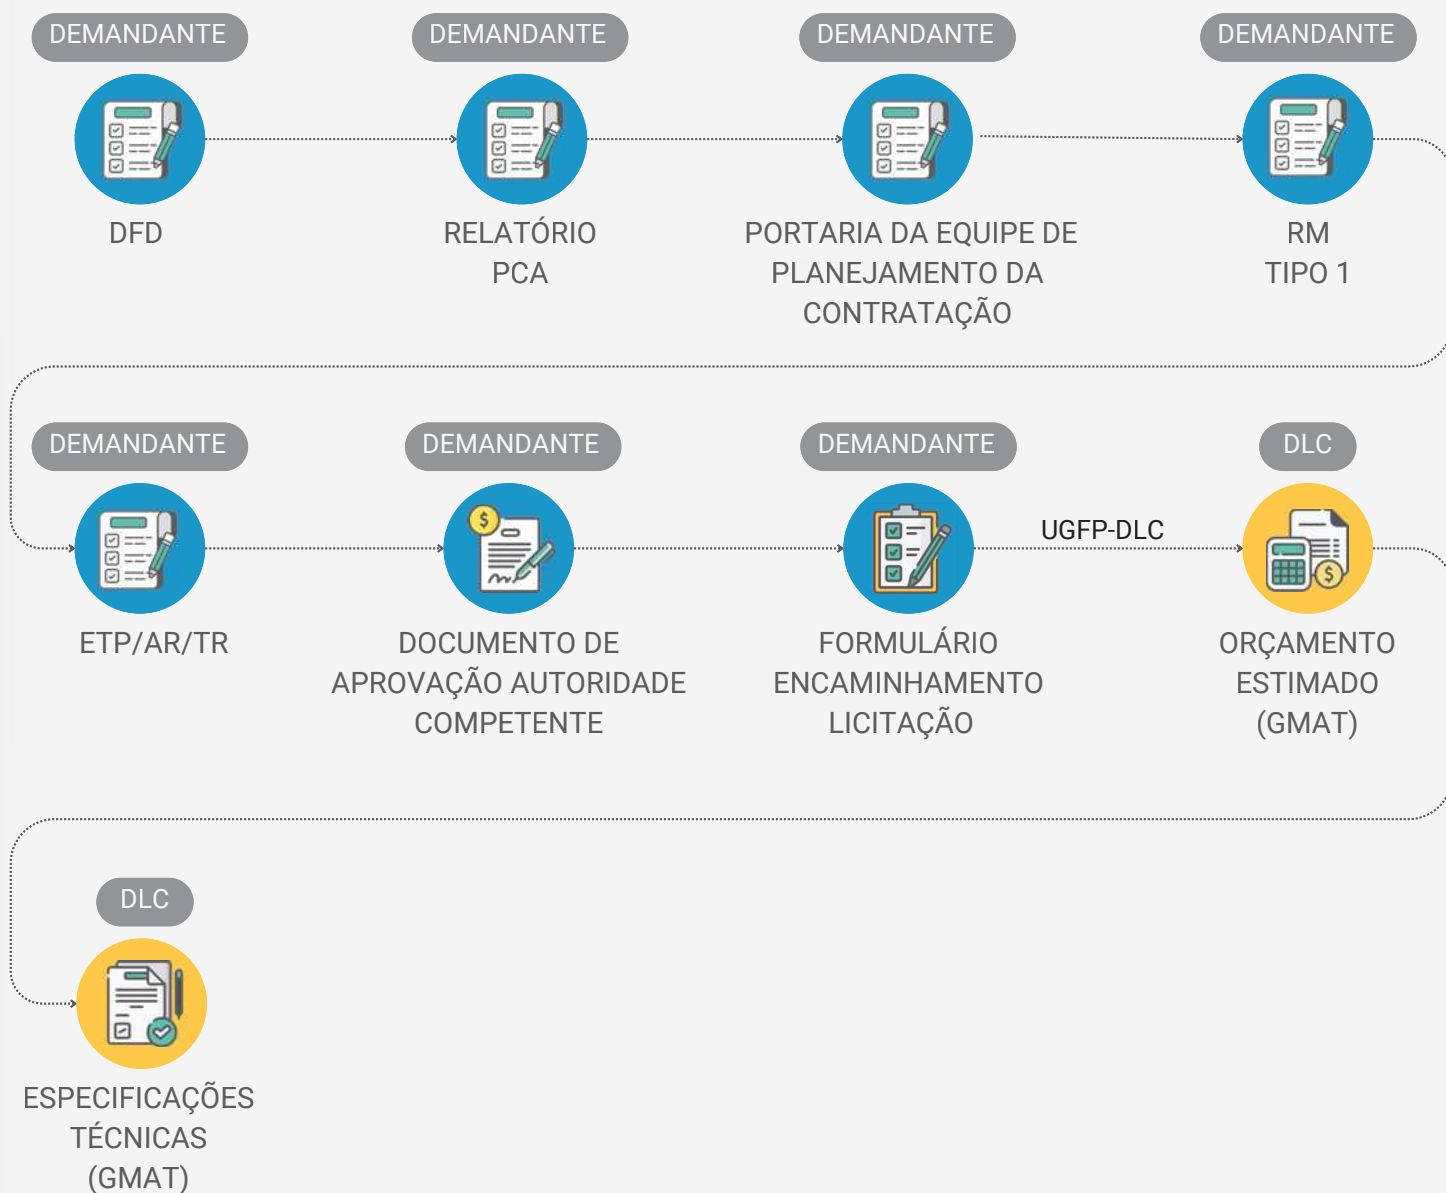 DEMANDANTE
DFD
DEMANDANTE
RELATÓRIO
PCA
DEMANDANTE
PORTARIA DA EQUIPE DE
PLANEJAMENTO DA
CONTRATAÇÃO
DEMANDANTE
RM
TIPO 1
DEMANDANTE
ETP/AR/TR
DEMANDANTE
DOCUMENTO DE
APROVAÇÃO AUTORIDADE
COMPETENTE
DEMANDANTE
FORMULÁRIO
ENCAMINHAMENTO
LICITAÇÃO
UGFP-DLC
DLC
ORÇAMENTO
ESTIMADO
(GMAT)
DLC
ESPECIFICAÇÕES
TÉCNICAS
(GMAT)